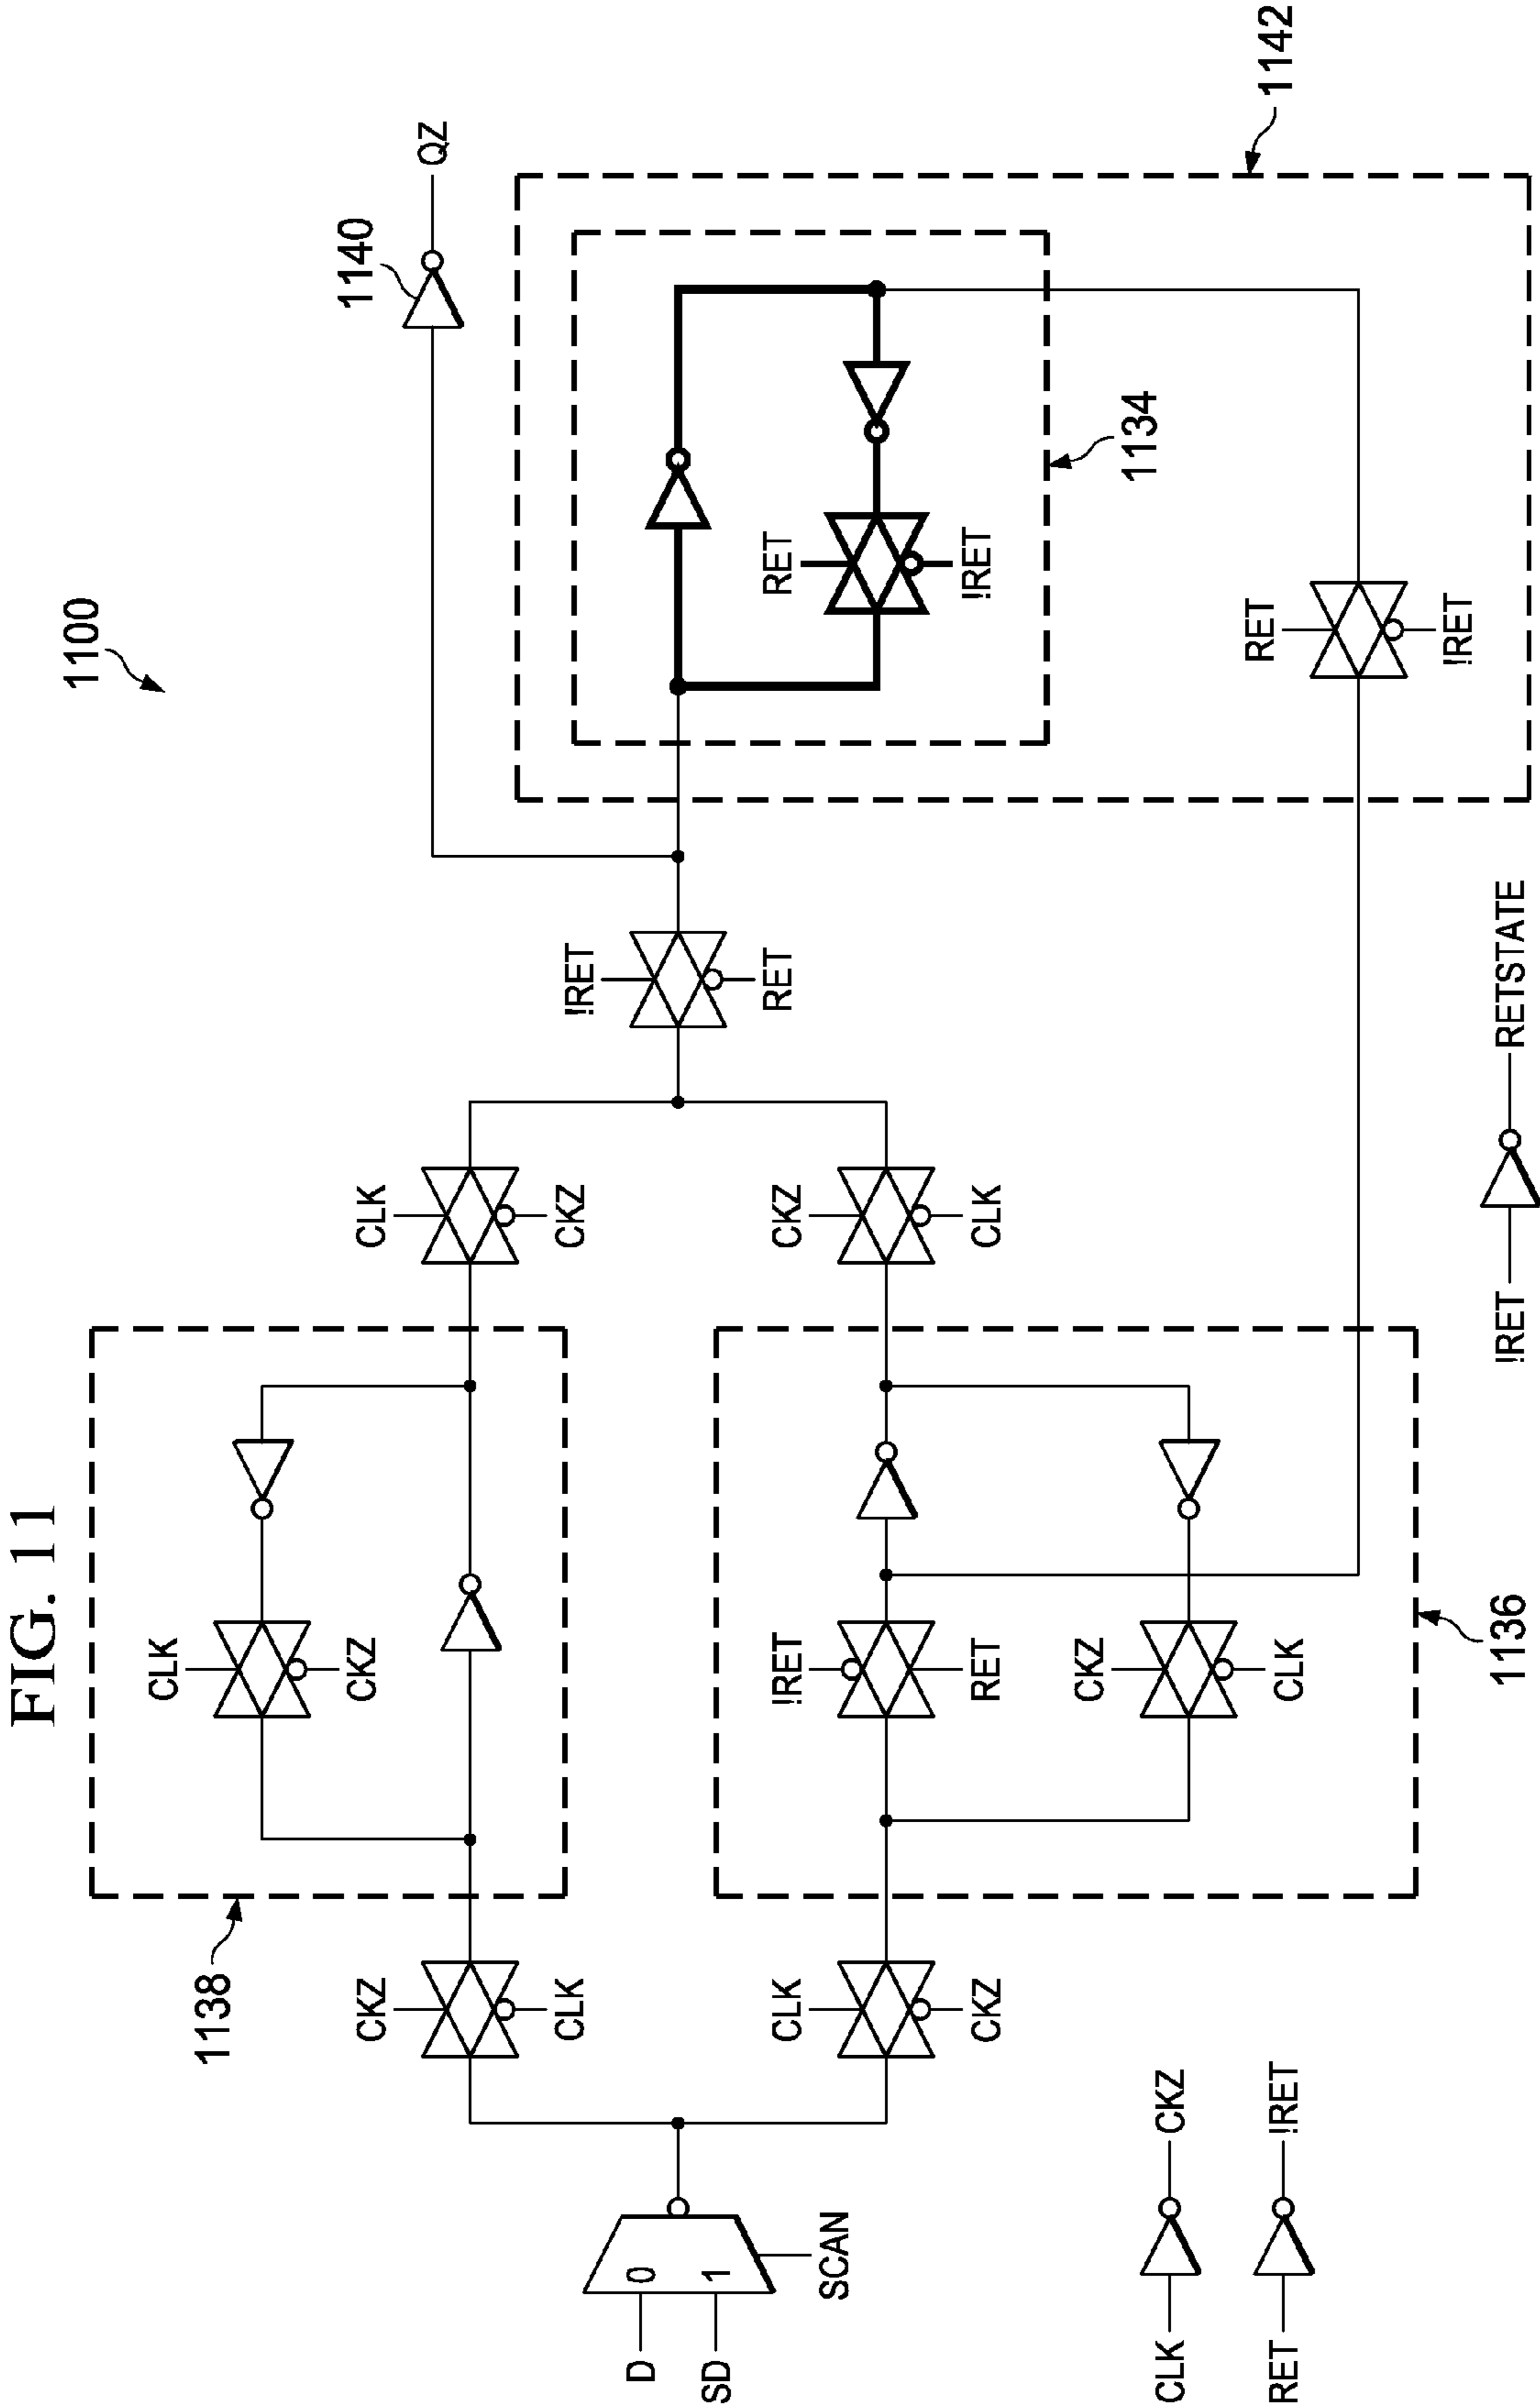 FIG. 11
1100
1138
CLK
CKZ
CKZ
CLK
CLK
CKZ
1140
QZ
1142
D
SD
0
1
SCAN
CLK
CKZ
!RET
RET
CKZ
CLK
1136
CKZ
CLK
!RET
RET
RET
!RET
1134
RET
!RET
CLK
CKZ
RET
!RET
!RET
RETSTATE